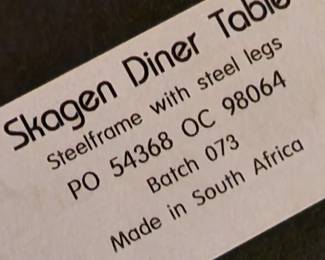 Skagen Diner Table
Steelframe with steel legs
PO 54368 OC 98064
Batch 073
Made in South Africa